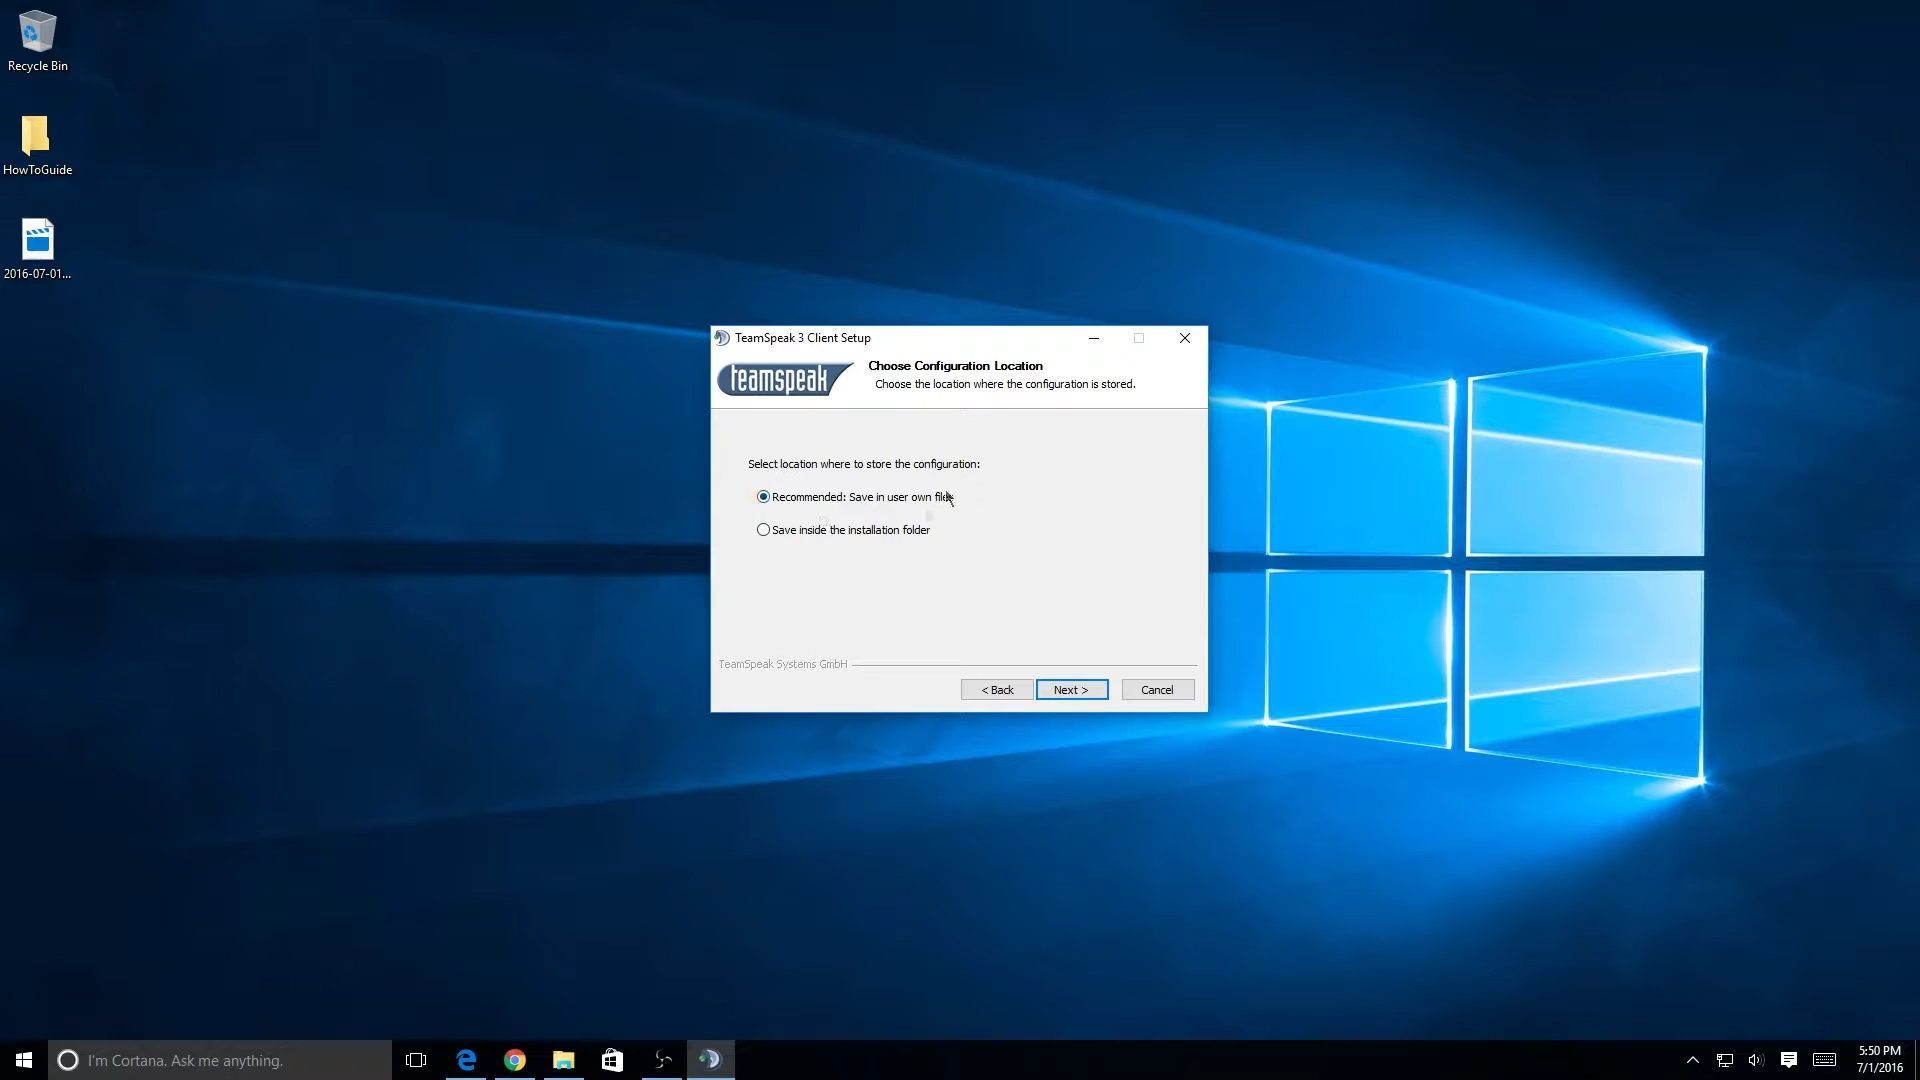 Recycle Bin
HowToGuide
2016-07-01...
TeamSpeak 3 Client Setup
teamspeak
Choose Configuration Location
Choose the location where the configuration is stored.
Select location where to store the configuration:
Recommended: Save in user own files
Save inside the installation folder
TeamSpeak Systems GmbH
< Back
Next >
Cancel
I'm Cortana. Ask me anything.
5:50 PM
7/1/2016